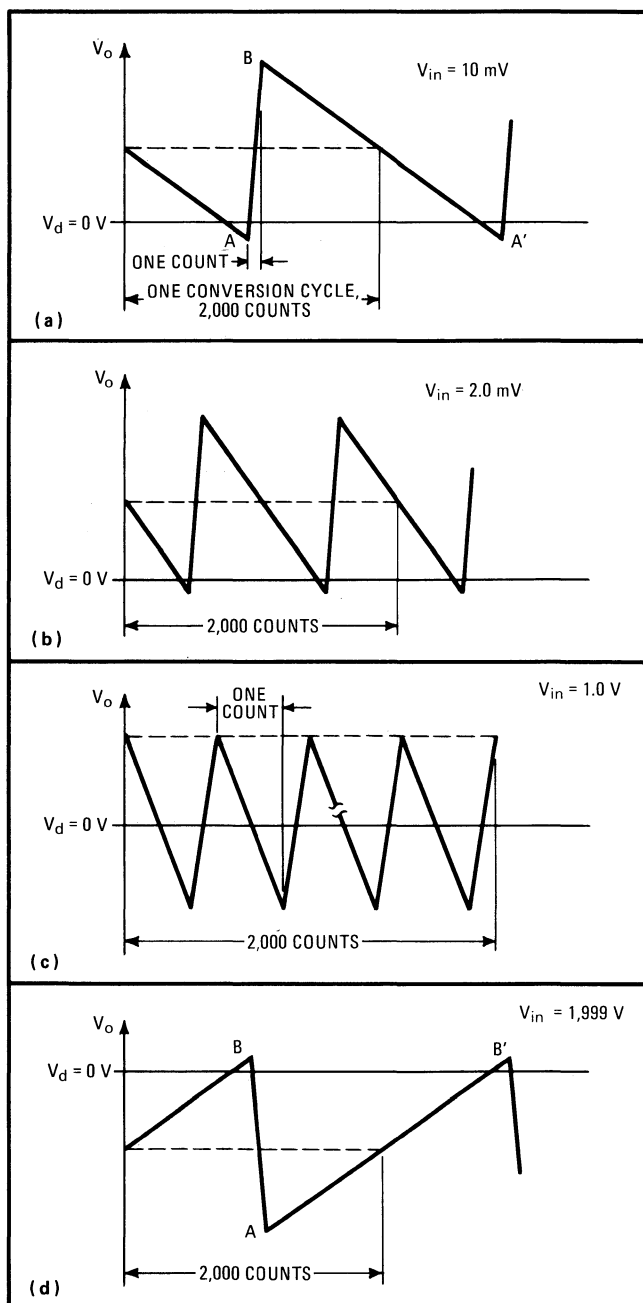 Vo
B
Vin = 10 mV
Vd = 0 V
A
A'
ONE COUNT
ONE CONVERSION CYCLE,
2,000 COUNTS
(a)
Vo
Vin = 2.0 mV
Vd = 0 V
2,000 COUNTS
(b)
Vo
ONE
COUNT
Vin = 1.0 V
Vd = 0 V
2,000 COUNTS
(c)
Vin = 1,999 V
Vo
B
B'
Vd = 0 V
A
2,000 COUNTS
(d)